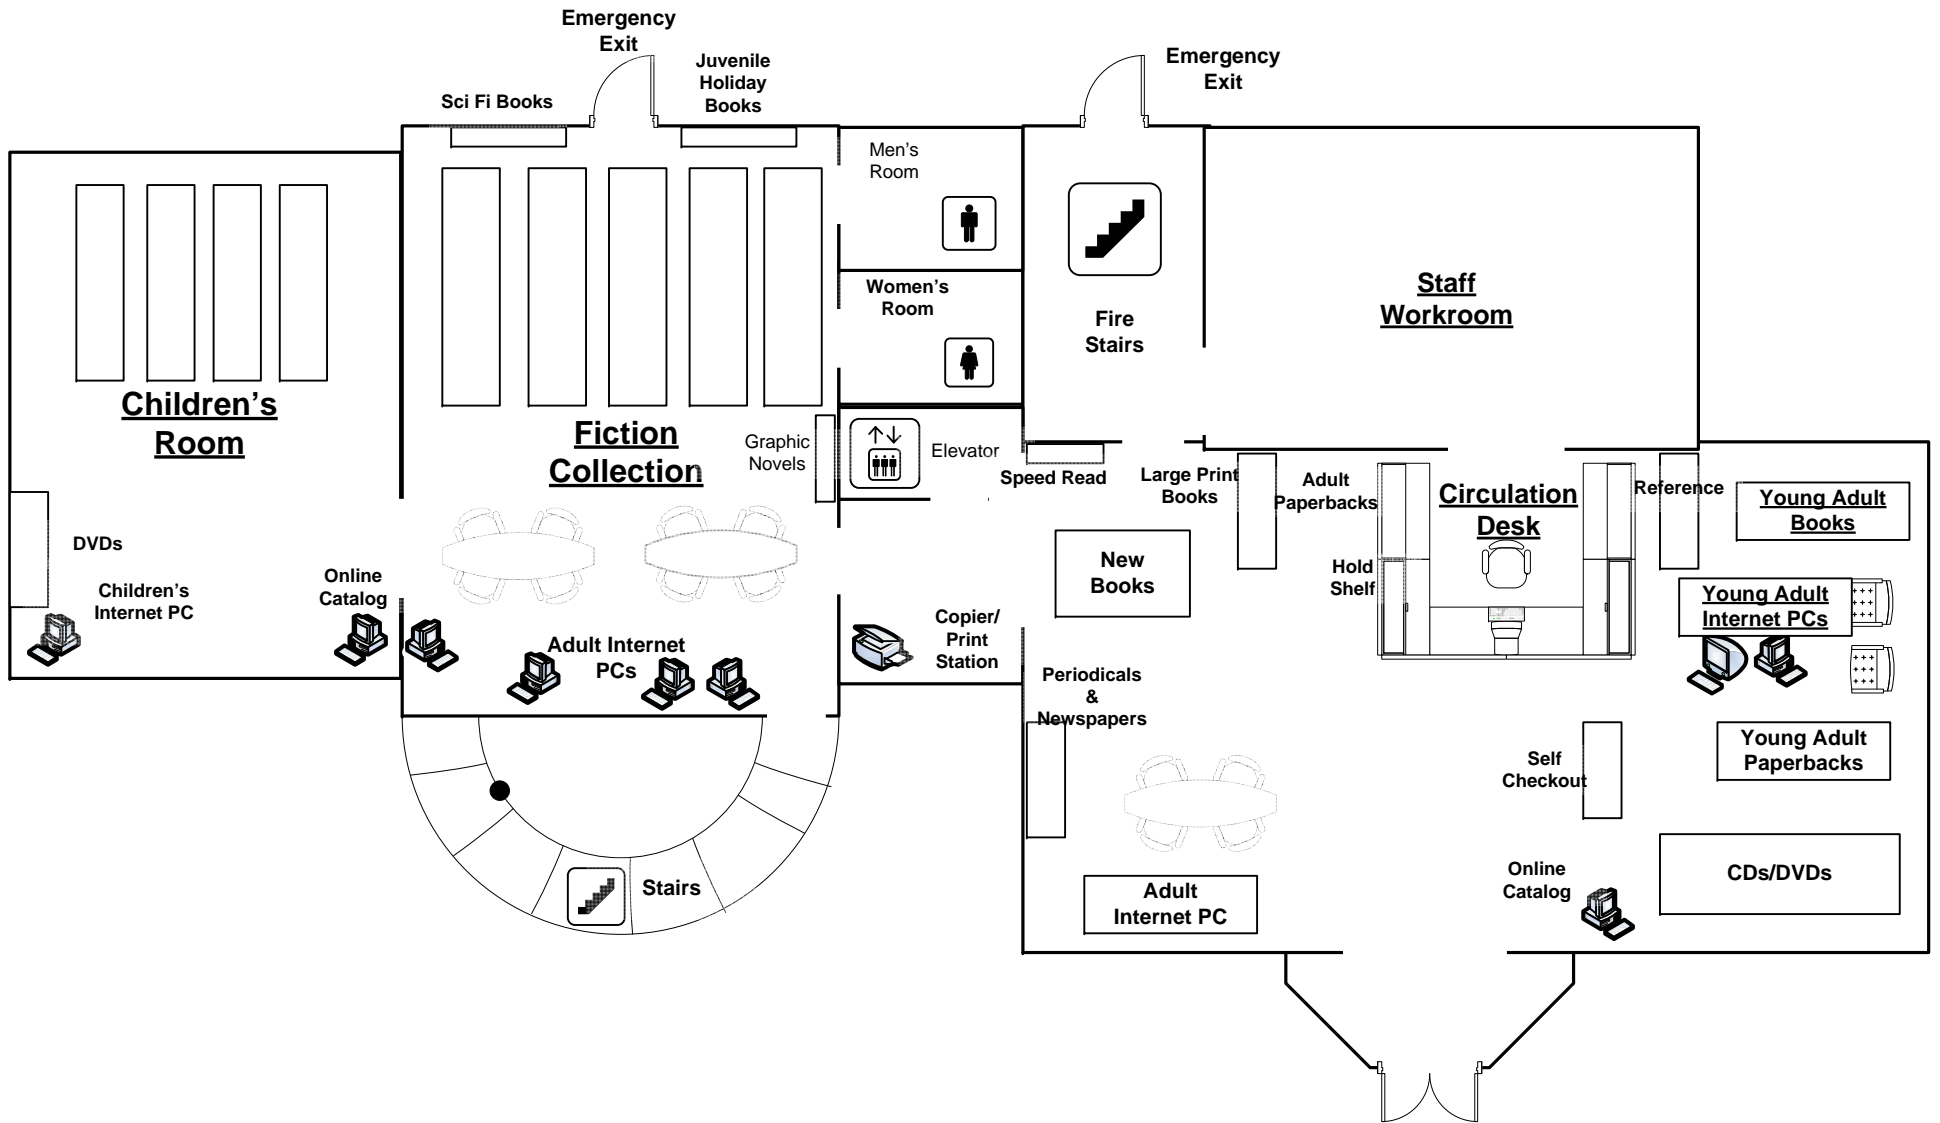 Emergency
Exit
Juvenile
Holiday
Books
Sci Fi Books
Emergency
Exit
Men's
Room
Women's
Room
Fire
Stairs
Staff
Workroom
Children's
Room
Fiction
Collection
Graphic
Novels
Elevator
Speed Read
Large Print
Books
Adult
Paperbacks
Circulation
Desk
Reference
Young Adult
Books
DVDs
Children's
Internet PC
Online
Catalog
New
Books
Hold
Shelf
Young Adult
Internet PCs
Adult Internet
PCs
Copier/
Print
Station
Periodicals
&
Newspapers
Self
Checkout
Young Adult
Paperbacks
Stairs
Adult
Internet PC
Online
Catalog
CDs/DVDs